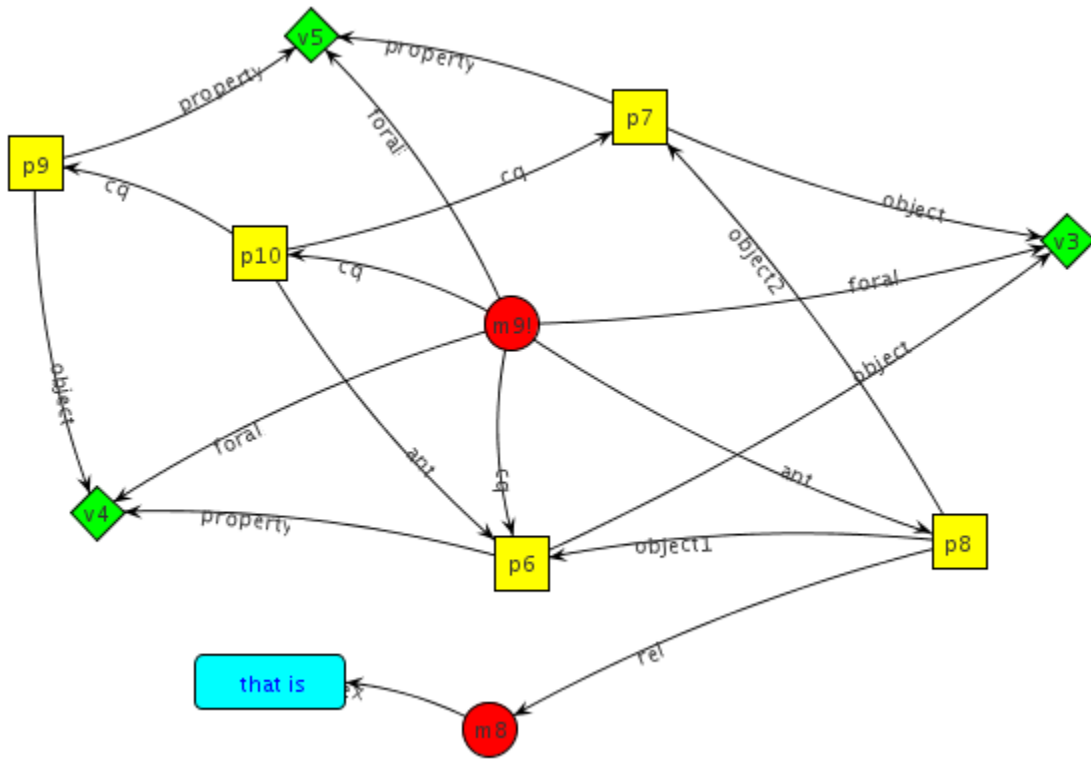 v5
property
property
p7
foral
p9
cq
cq
object
v3
p10
object2
cq
foral
m9!
object
object
foral
ant
ant
cq
v4
property
p6
object1
p8
rel
that is
ex
m8